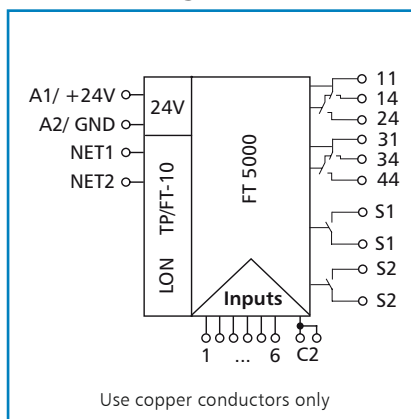 A1/ +24V
A2/ GND
NET1
NET2
24V
LON TP/FT-10
FT 5000
11
14
24
31
34
44
S1
S1
S2
S2
Inputs
1 ... 6 C2
Use copper conductors only